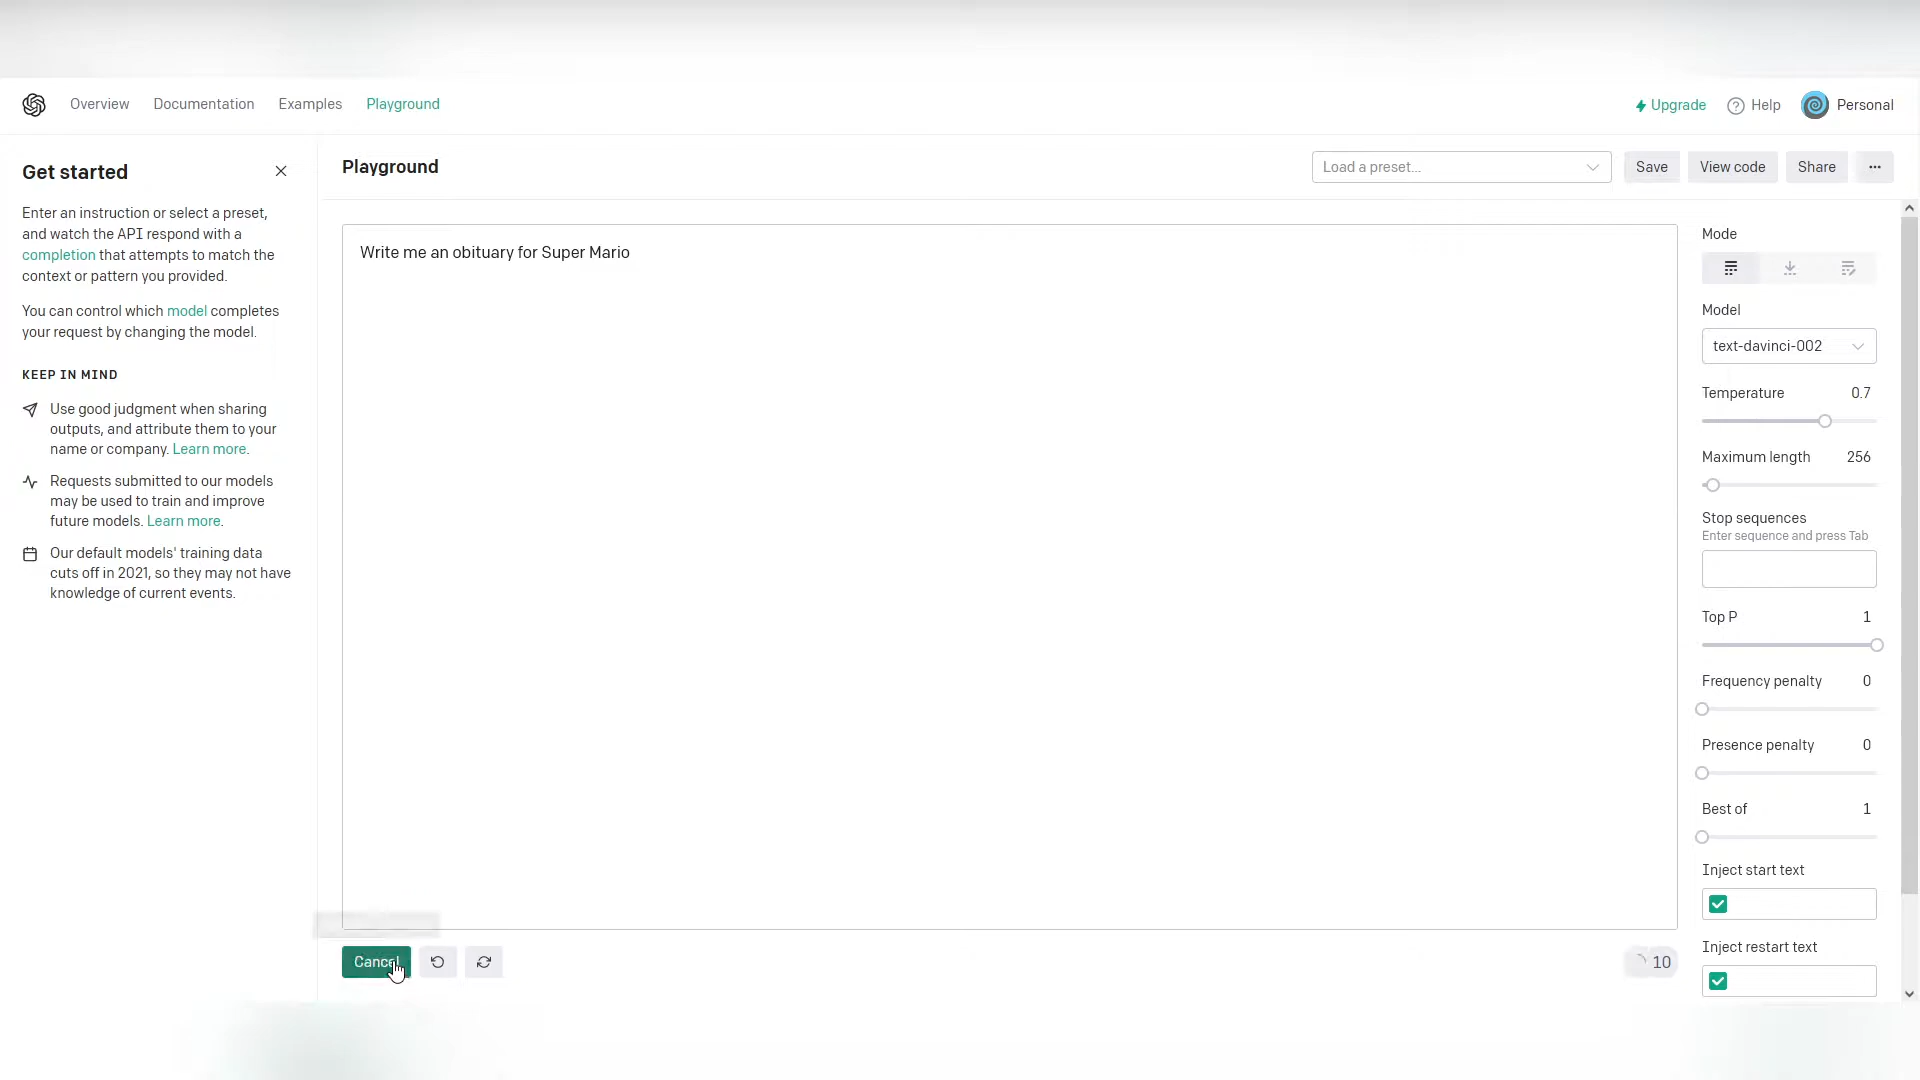 Overview Documentation Examples Playground
Upgrade Help Personal
Get started
Enter an instruction or select a preset,
and watch the API respond with a
completion that attempts to match the
context or pattern you provided.
You can control which model completes
your request by changing the model.
KEEP IN MIND
Use good judgment when sharing
outputs, and attribute them to your
name or company. Learn more.
Requests submitted to our models
may be used to train and improve
future models. Learn more.
Our default models' training data
cuts off in 2021, so they may not have
knowledge of current events.
Playground
Load a preset...
Save
View code
Share
Write me an obituary for Super Mario
Cancel
10
Mode
Model
text-davinci-002
Temperature 0.7
Maximum length 256
Stop sequences
Enter sequence and press Tab
Top P 1
Frequency penalty 0
Presence penalty 0
Best of 1
Inject start text
Inject restart text